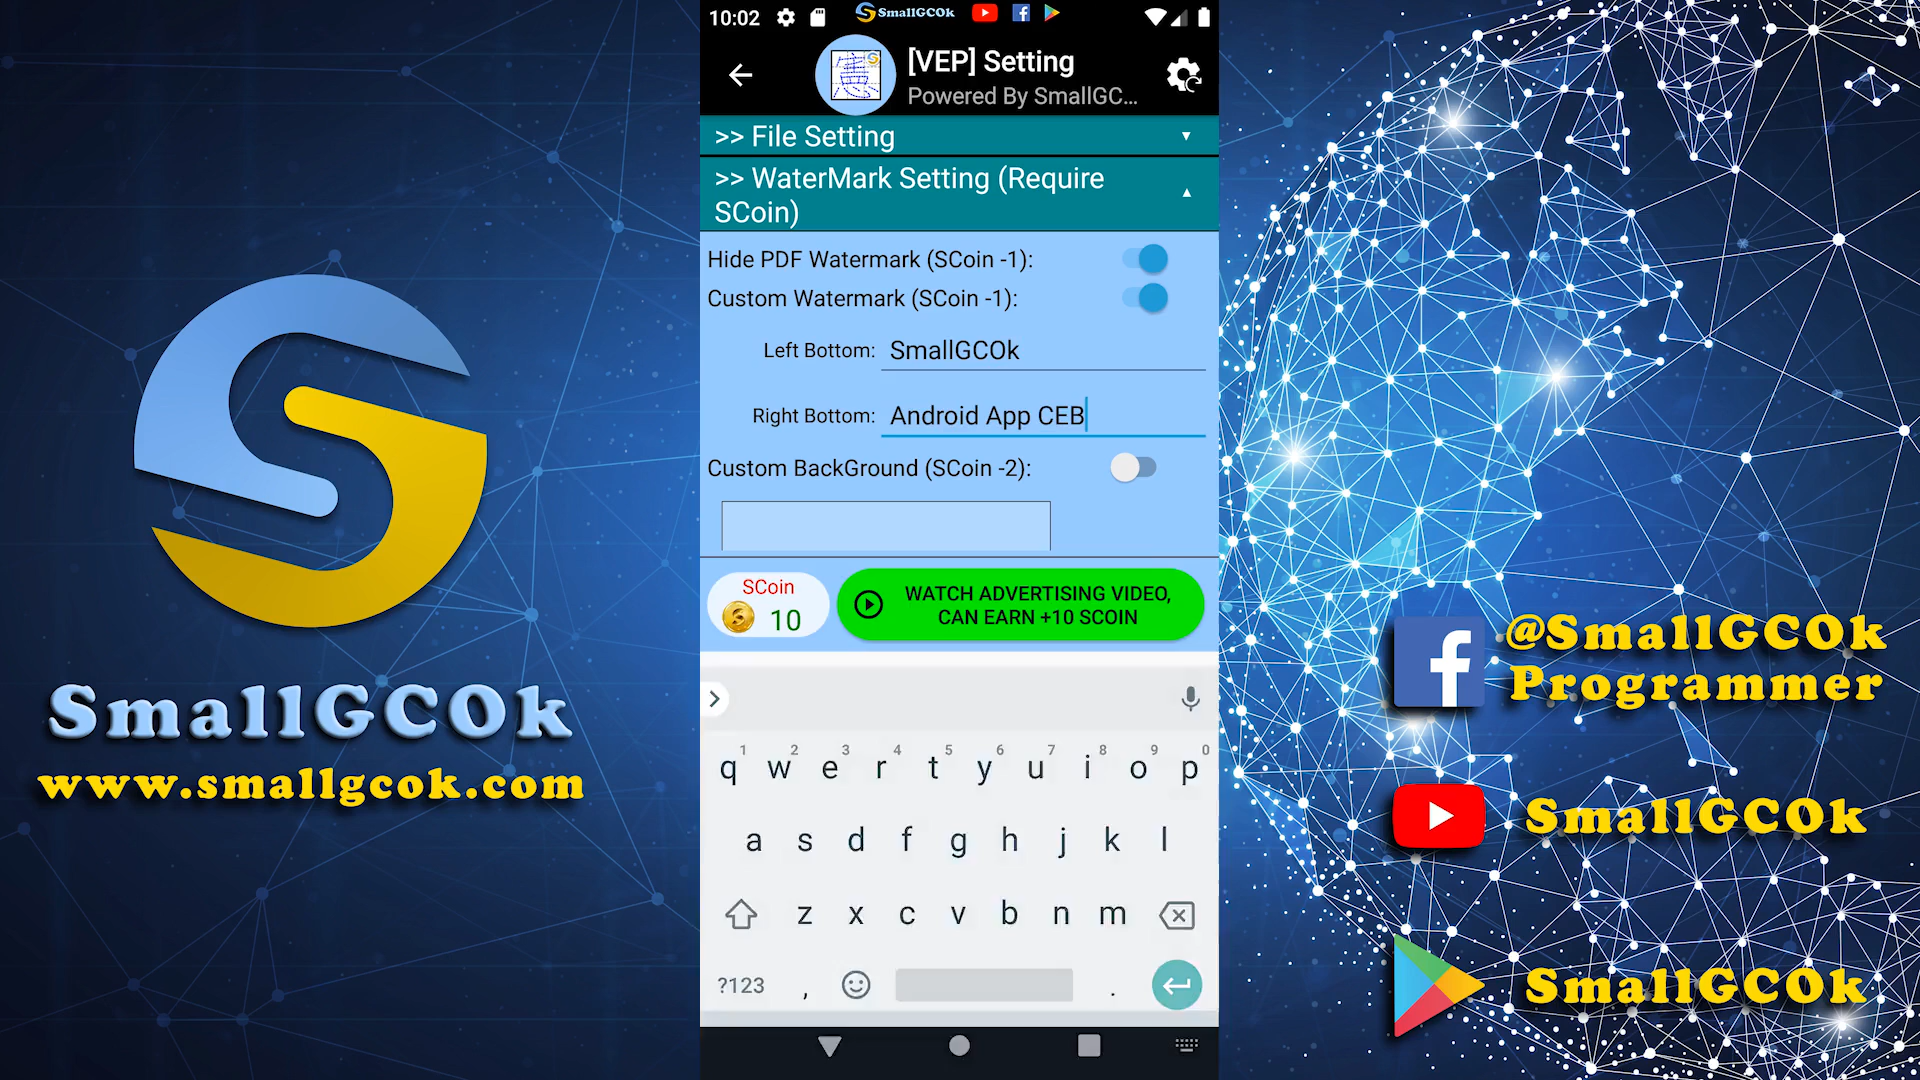 SmallGCOk
www.smallgcok.com
10:02
SmallGCOk
[VEP] Setting
Powered By SmallGC...
>> File Setting
>> WaterMark Setting (Require
SCoin)
Hide PDF Watermark (SCoin -1):
Custom Watermark (SCoin -1):
Left Bottom: SmallGCOk
Right Bottom: Android App CEB
Custom BackGround (SCoin -2):
SCoin
10
WATCH ADVERTISING VIDEO,
CAN EARN +10 SCOIN
1 2 3 4 5 6 7 8 9 0
q w e r t y u i o p
a s d f g h j k l
z x c v b n m
?123 , .
@SmallGCOk
Programmer
SmallGCOk
SmallGCOk